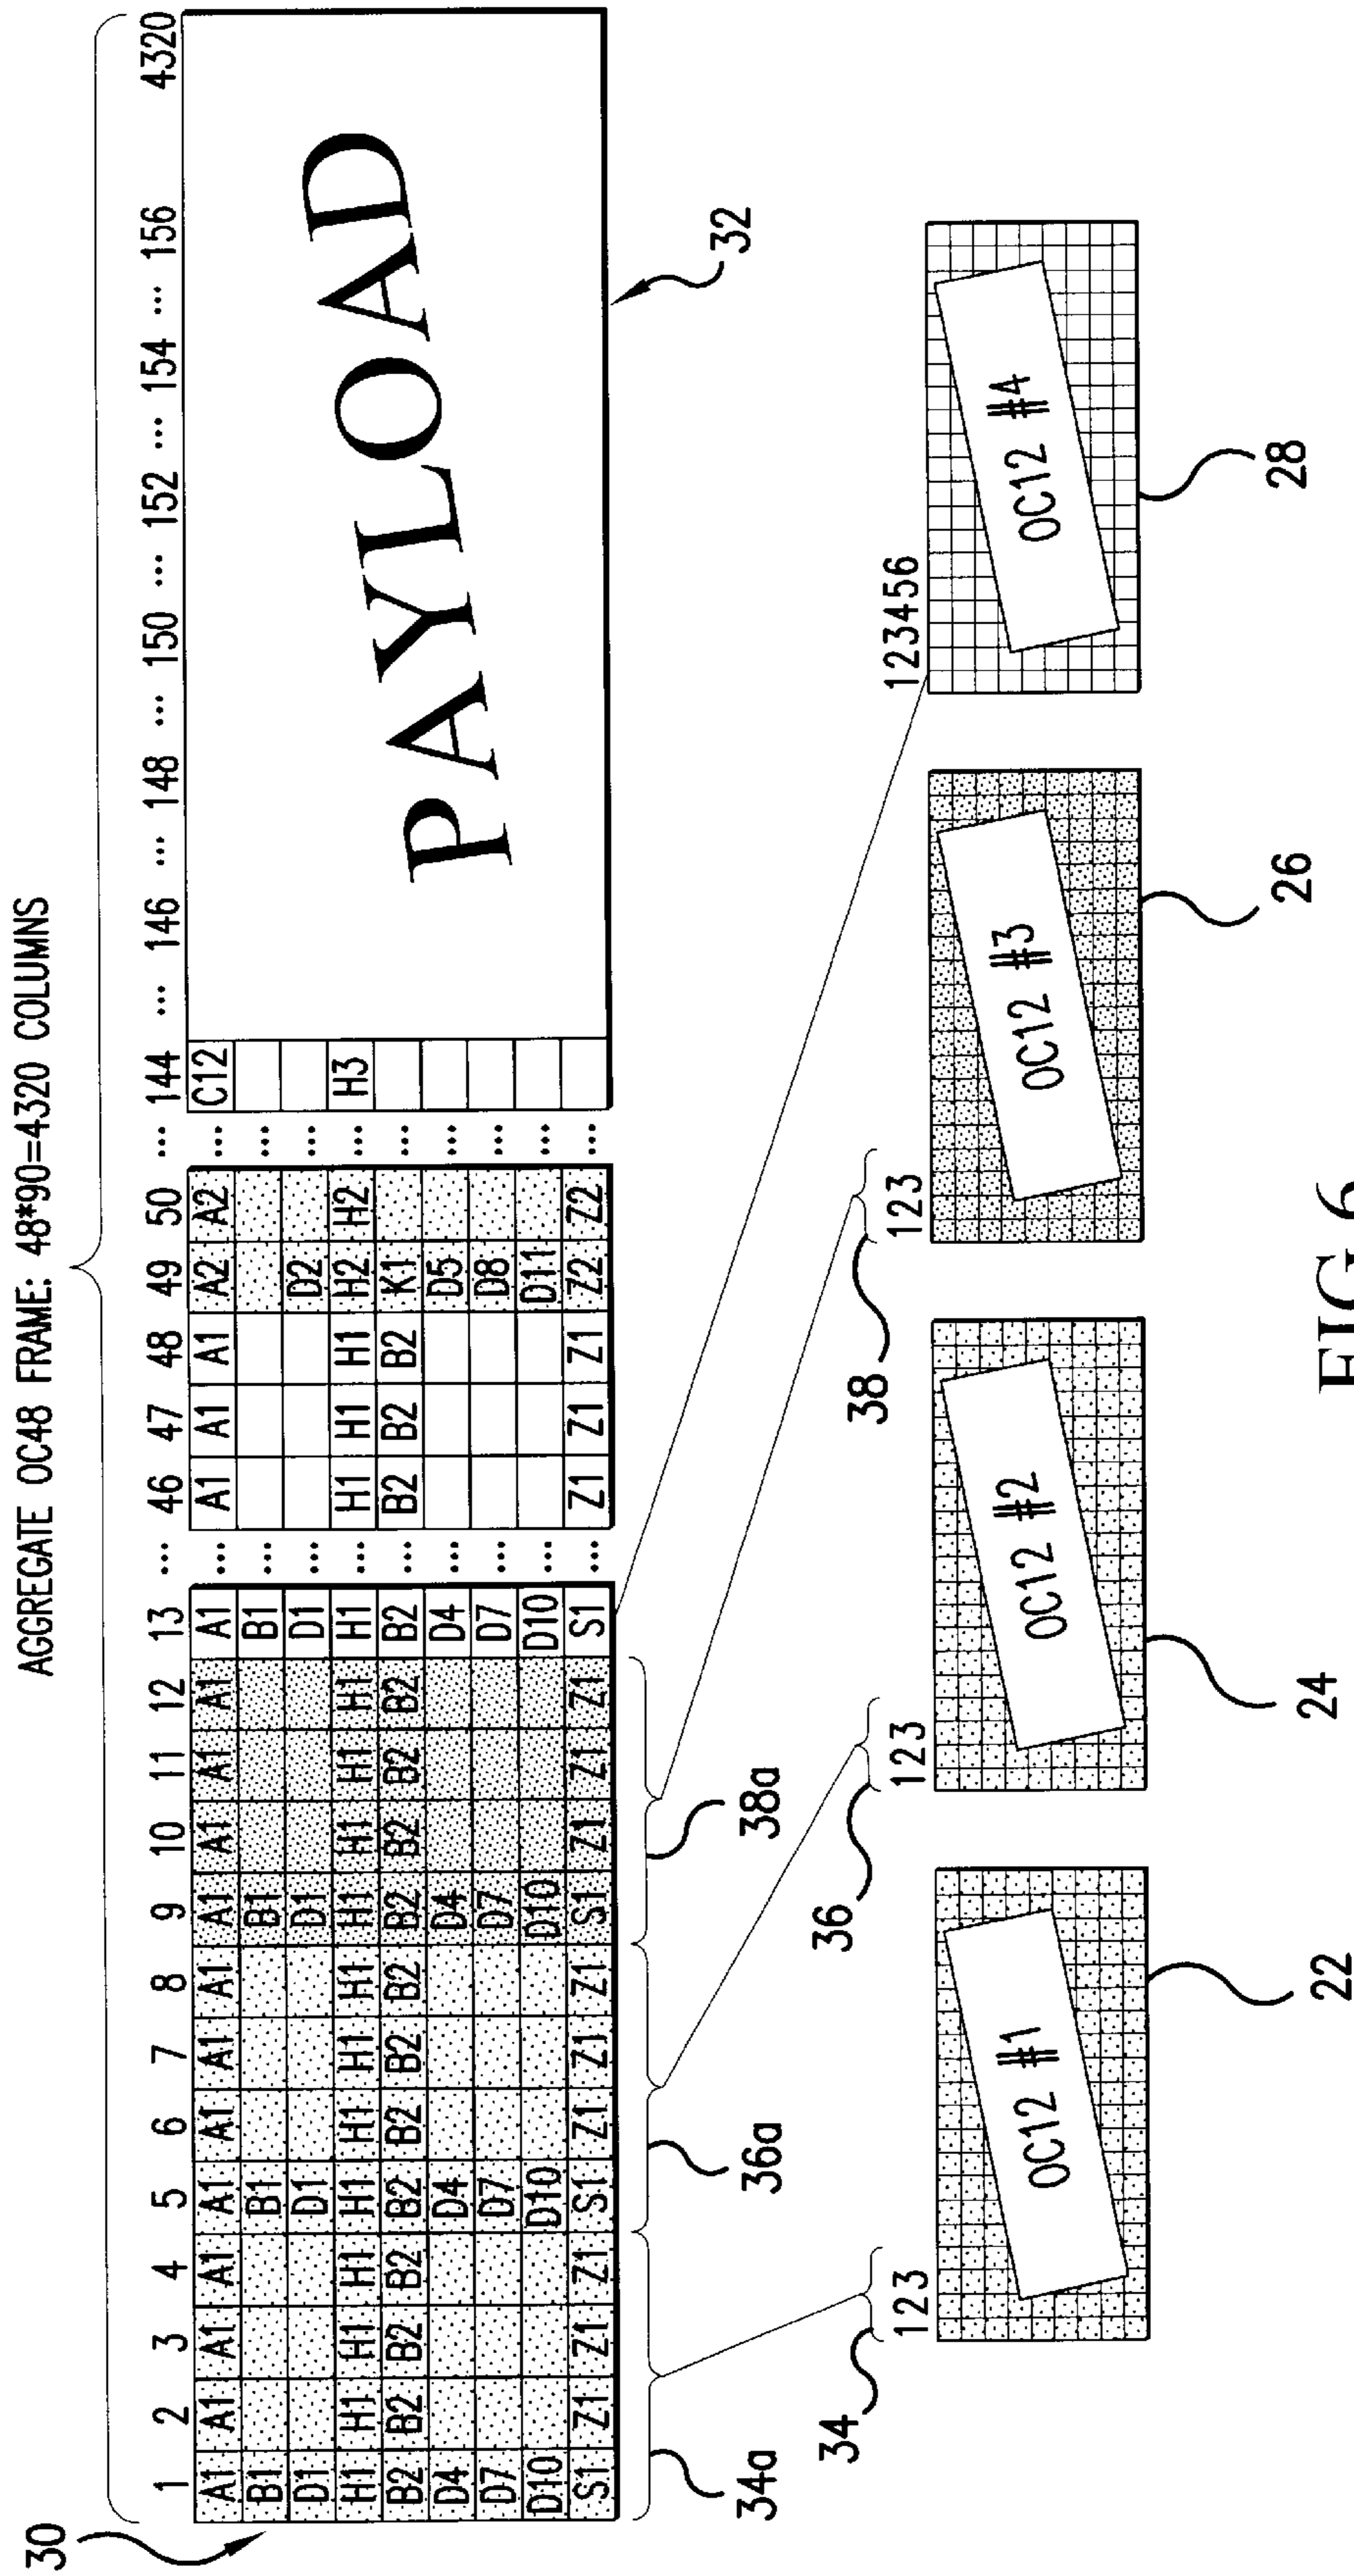 AGGREGATE OC48 FRAME: 48*90=4320 COLUMNS
30
1 2 3 4 5 6 7 8 9 10 11 12 13 ... 46 47 48 49 50 ... 144 ... 146 ... 148 ... 150 ... 152 ... 154 ... 156 4320
A1 A1 A1 A1 A1 A1 A1 A1 A1 A1 A1 A1 A1 ... A1 A1 A1 A2 A2 ... C12
B1 B1 B1 B1 ... ...
D1 D1 D1 D1 ... D2 ...
H1 H1 H1 H1 H1 H1 H1 H1 H1 H1 H1 H1 H1 ... H1 H1 H1 H2 H2 ... H3
B2 B2 B2 B2 B2 B2 B2 B2 B2 B2 B2 B2 B2 ... B2 B2 B2 K1 ...
D4 D4 D4 D4 ... D5 ...
D7 D7 D7 D7 ... D8 ...
D10 D10 D10 D10 ... D11 ...
S1 Z1 Z1 Z1 S1 Z1 Z1 Z1 S1 Z1 Z1 Z1 S1 ... Z1 Z1 Z1 Z2 Z2 ...
PAYLOAD
34a 36a 38a 32
34 36 38
123 123 123 123456
OC12 #1 OC12 #2 OC12 #3 OC12 #4
22 24 26 28
FIG.6